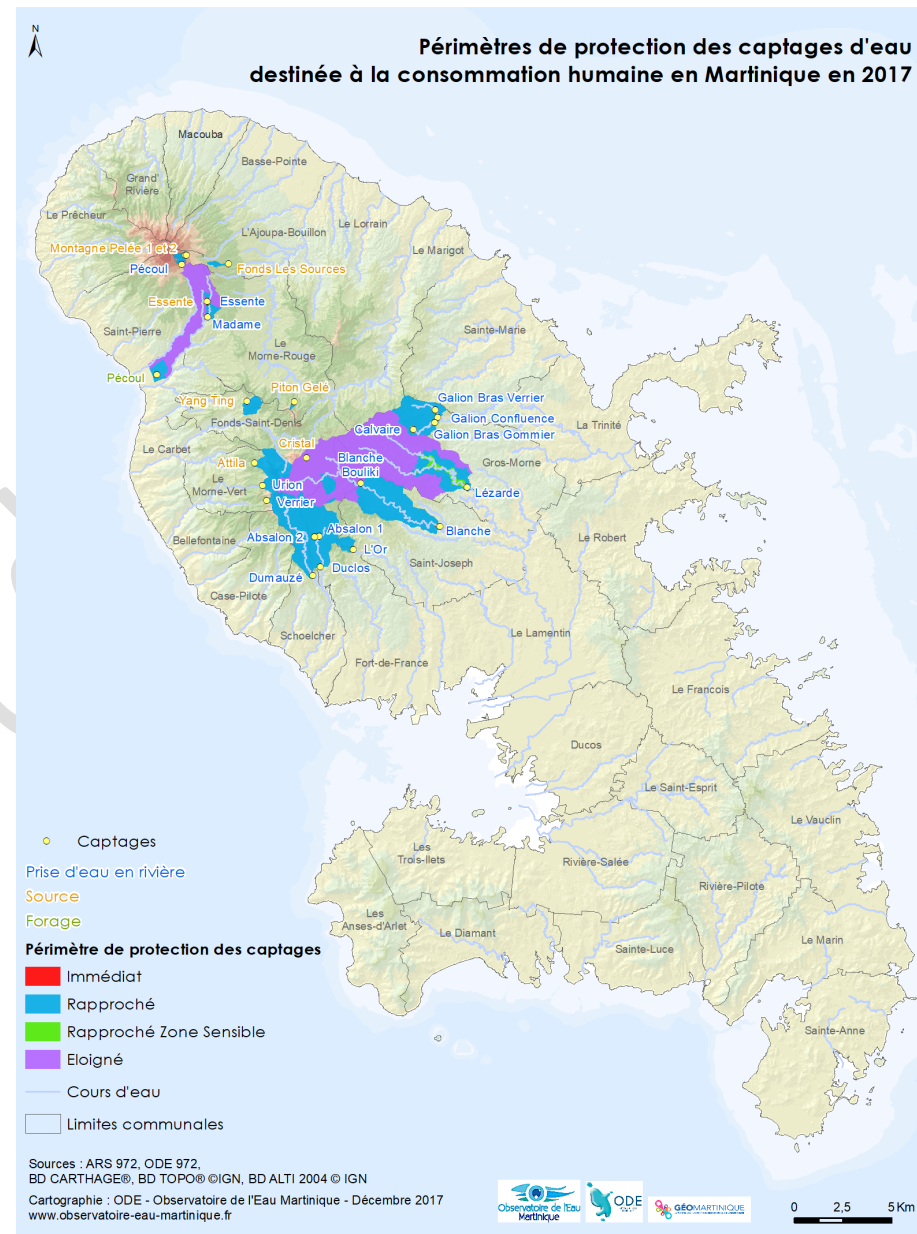 N
Périmètres de protection des captages d'eau
destinée à la consommation humaine en Martinique en 2017
Macouba
Basse-Pointe
Grand'
Rivière
Le Prêcheur
L'Ajoupa-Bouillon
Le Lorrain
Le Marigot
Montagne Pelée 1 et 2
Pécoul
Fonds Les Sources
Essente
Essente
Madame
Saint-Pierre
Sainte-Marie
Le
Morne-Rouge
Pécoul
Yang Ting
Piton Gelé
Fonds-Saint-Denis
Galion Bras Verrier
Galion Confluence
Galion Bras Gommier
Calvaire
La Trinité
Le Carbet
Cristal
Attila
Blanche
Bouliki
Gros-Morne
Le
Morne-Vert
Urion
Verrier
Lézarde
Bellefontaine
Absalon 2
Absalon 1
Blanche
L'Or
Le Robert
Duclos
Dumauzé
Saint-Joseph
Case-Pilote
Schoelcher
Le Lamentin
Fort-de-France
Le Francois
Ducos
Le Saint-Esprit
Le Vauclin
Les
Trois-Ilets
Rivière-Salée
Rivière-Pilote
Les
Anses-d'Arlet
Le Diamant
Sainte-Luce
Le Marin
Sainte-Anne
Captages
Prise d'eau en rivière
Source
Forage
Périmètre de protection des captages
Immédiat
Rapproché
Rapproché Zone Sensible
Eloigné
Cours d'eau
Limites communales
Sources : ARS 972, ODE 972,
BD CARTHAGE®, BD TOPO® ©IGN, BD ALTI 2004 © IGN
Cartographie : ODE - Observatoire de l'Eau Martinique - Décembre 2017
www.observatoire-eau-martinique.fr
Observatoire de l'Eau
Martinique
ODE
GÉOMARTINIQUE
0 2,5 5 Km